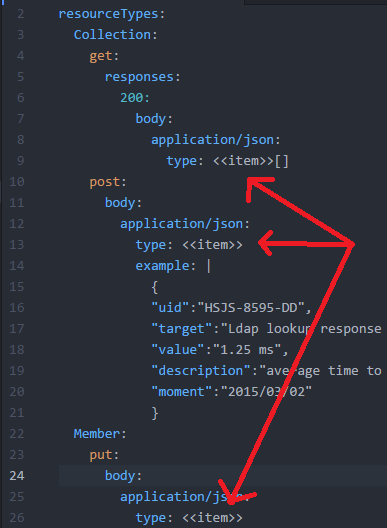 2 resourceTypes:
3 Collection:
4 get:
5 responses:
6 200:
7 body:
8 application/json:
9 type: <<item>>[]
10 post:
11 body:
12 application/json:
13 type: <<item>>
14 example: |
15 {
16 "uid":"HSJS-8595-DD",
17 "target":"Ldap lookup response
18 "value":"1.25 ms",
19 "description":"average time to
20 "moment":"2015/03/02"
21 }
22 Member:
23 put:
24 body:
25 application/json:
26 type: <<item>>